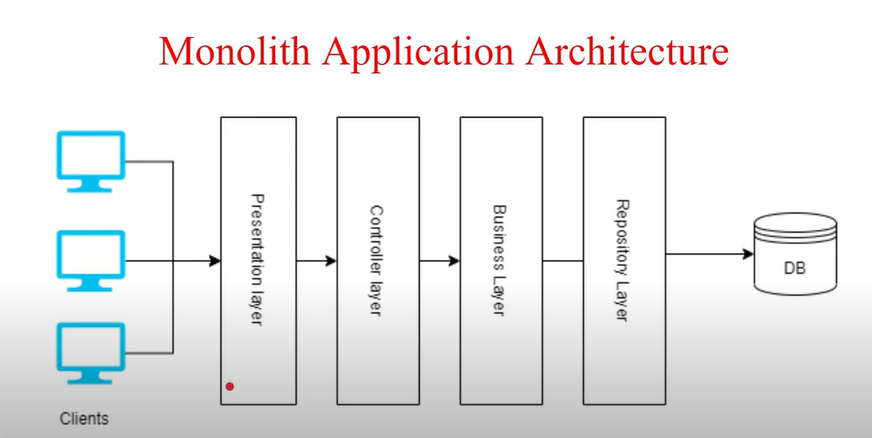 Monolith Application Architecture
Presentation layer
Controller layer
Business Layer
Repository Layer
DB
Clients